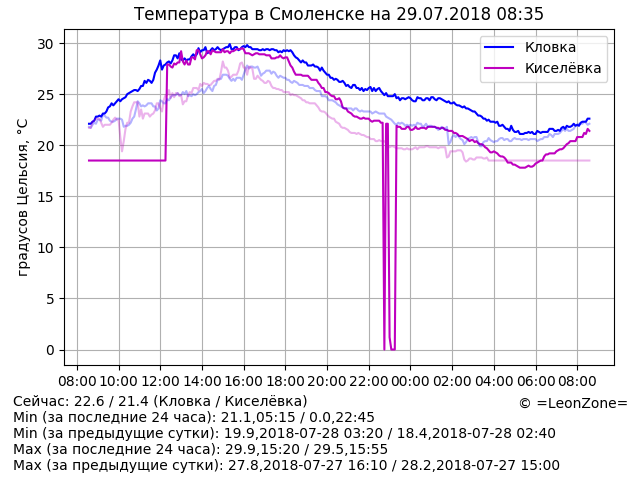 Температура в Смоленске на 29.07.2018 08:35
Кловка
Киселёвка
градусов Цельсия, °C
30
25
20
15
10
5
0
08:00 10:00 12:00 14:00 16:00 18:00 20:00 22:00 00:00 02:00 04:00 06:00 08:00
Сейчас: 22.6 / 21.4 (Кловка / Киселёвка)
© =LeonZone=
Min (за последние 24 часа): 21.1,05:15 / 0.0,22:45
Min (за предыдущие сутки): 19.9,2018-07-28 03:20 / 18.4,2018-07-28 02:40
Max (за последние 24 часа): 29.9,15:20 / 29.5,15:55
Max (за предыдущие сутки): 27.8,2018-07-27 16:10 / 28.2,2018-07-27 15:00